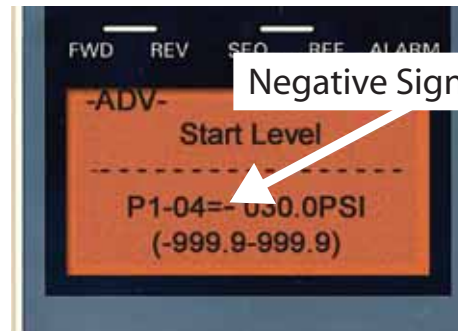 FWD REV SEQ REF ALARM
Negative Sign
-ADV-
Start Level
P1-04=- 030.0PSI
(-999.9-999.9)